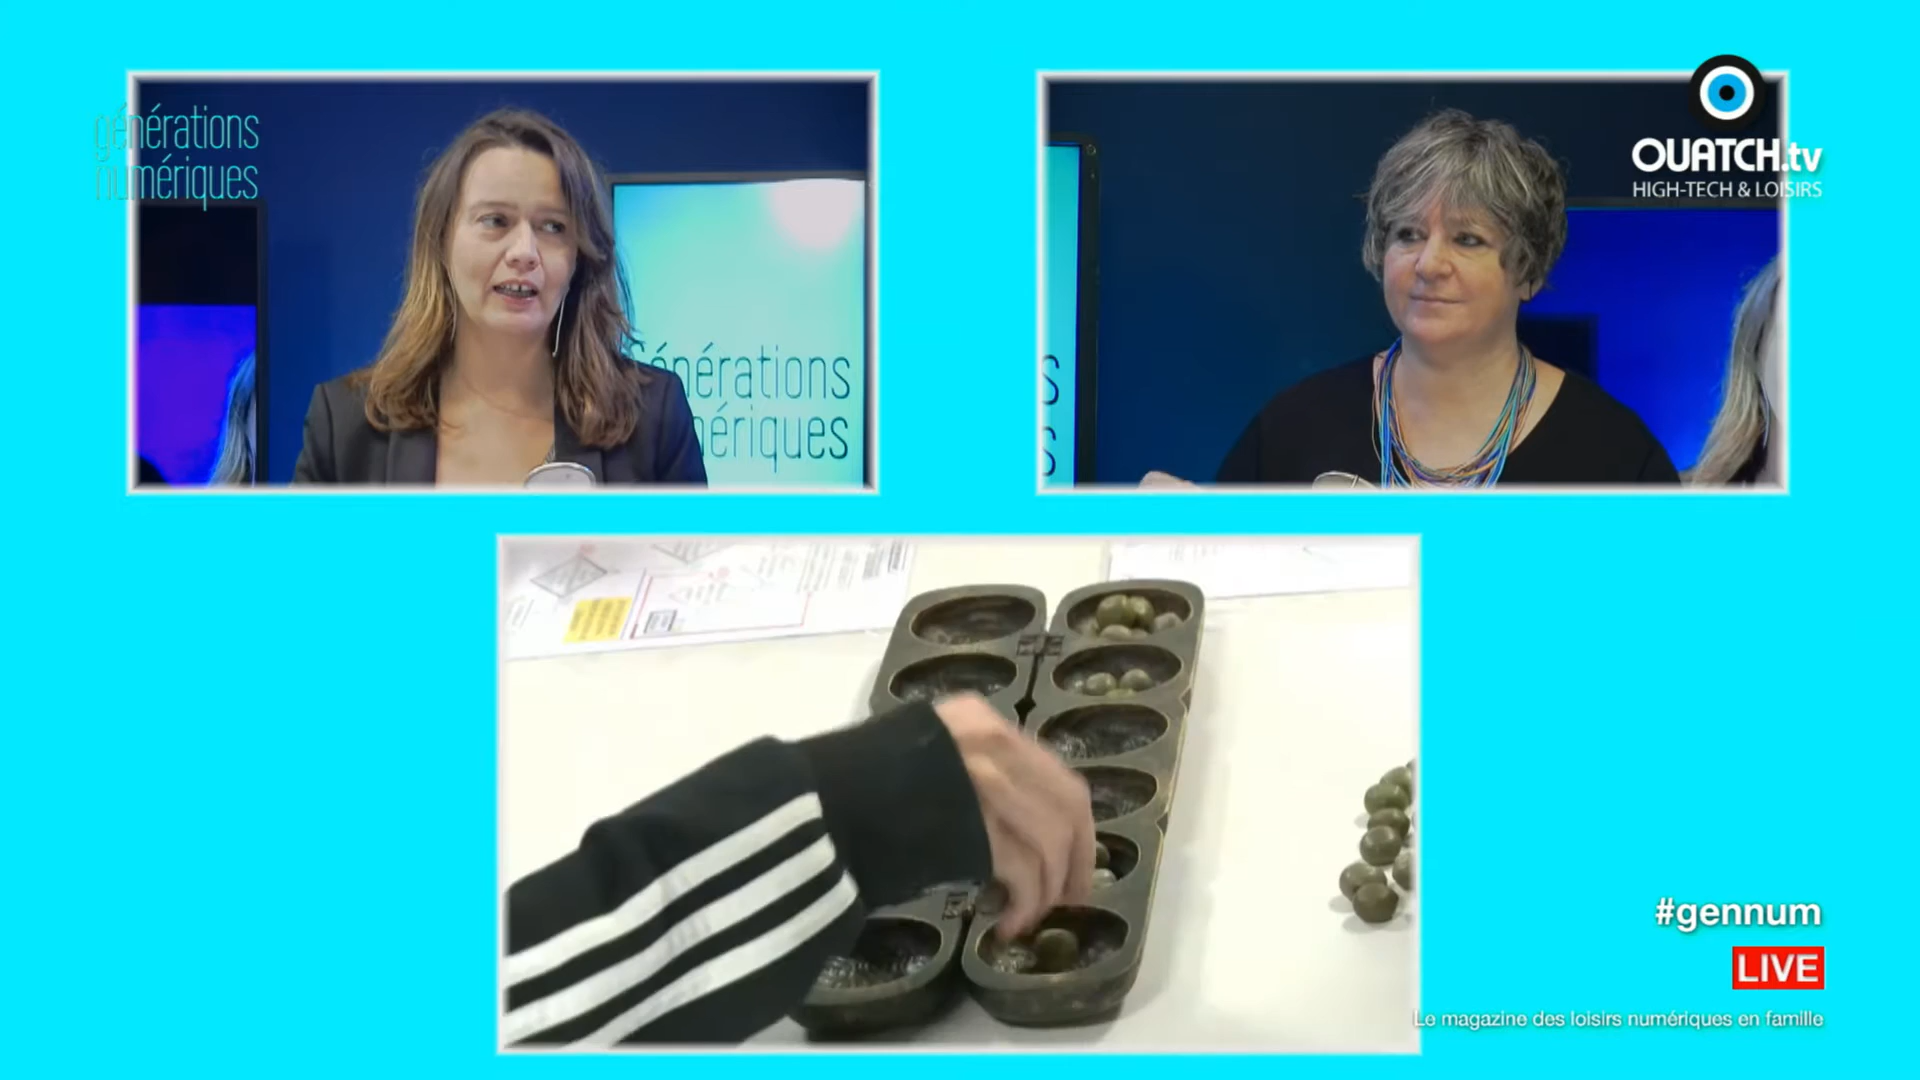 générations
numériques
OUATCH.tv
HIGH-TECH & LOISIRS
Générations
numériques
#gennum
LIVE
Le magazine des loisirs numériques en famille